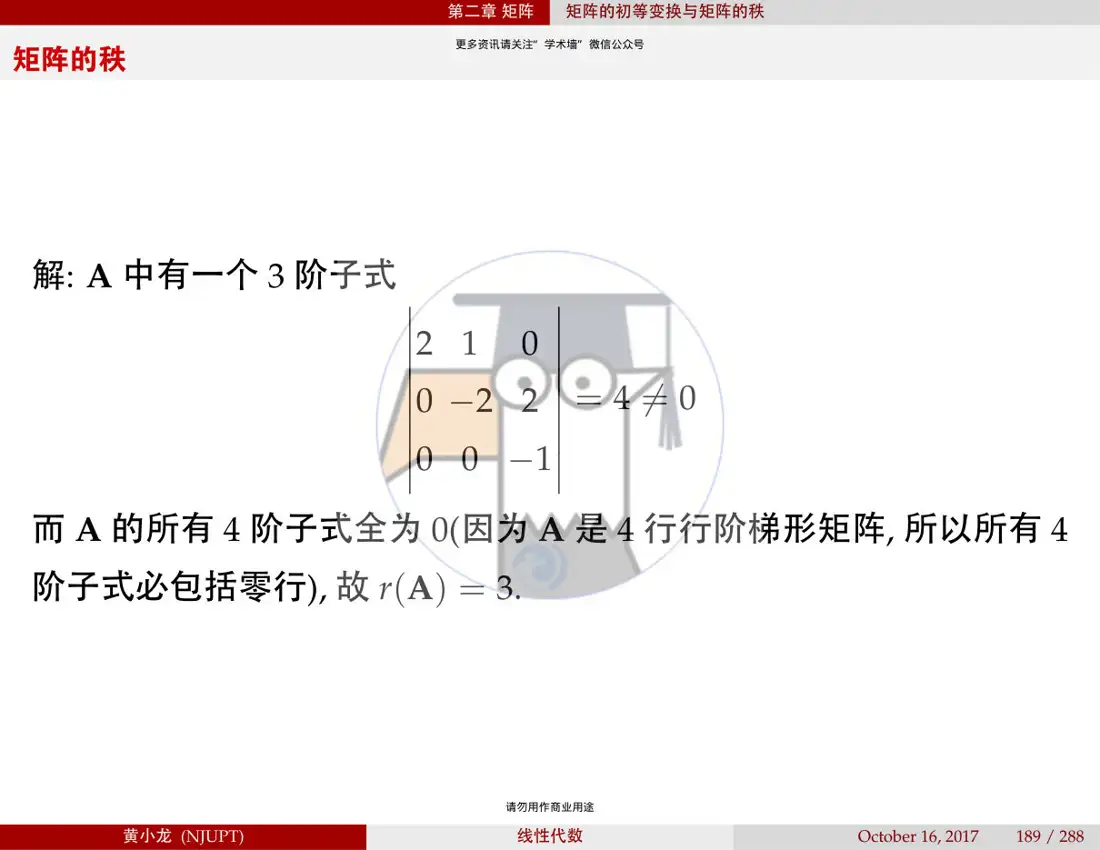 第二章 矩阵 矩阵的初等变换与矩阵的秩
更多资讯请关注“学术墙”微信公众号
矩阵的秩
解: A 中有一个 3 阶子式
2 1 0
0 −2 2 = 4 ≠ 0
0 0 −1
而 A 的所有 4 阶子式全为 0(因为 A 是 4 行行阶梯形矩阵, 所以所有 4
阶子式必包括零行), 故 r(A) = 3.
请勿用作商业用途
黄小龙 (NJUPT) 线性代数 October 16, 2017 189 / 288